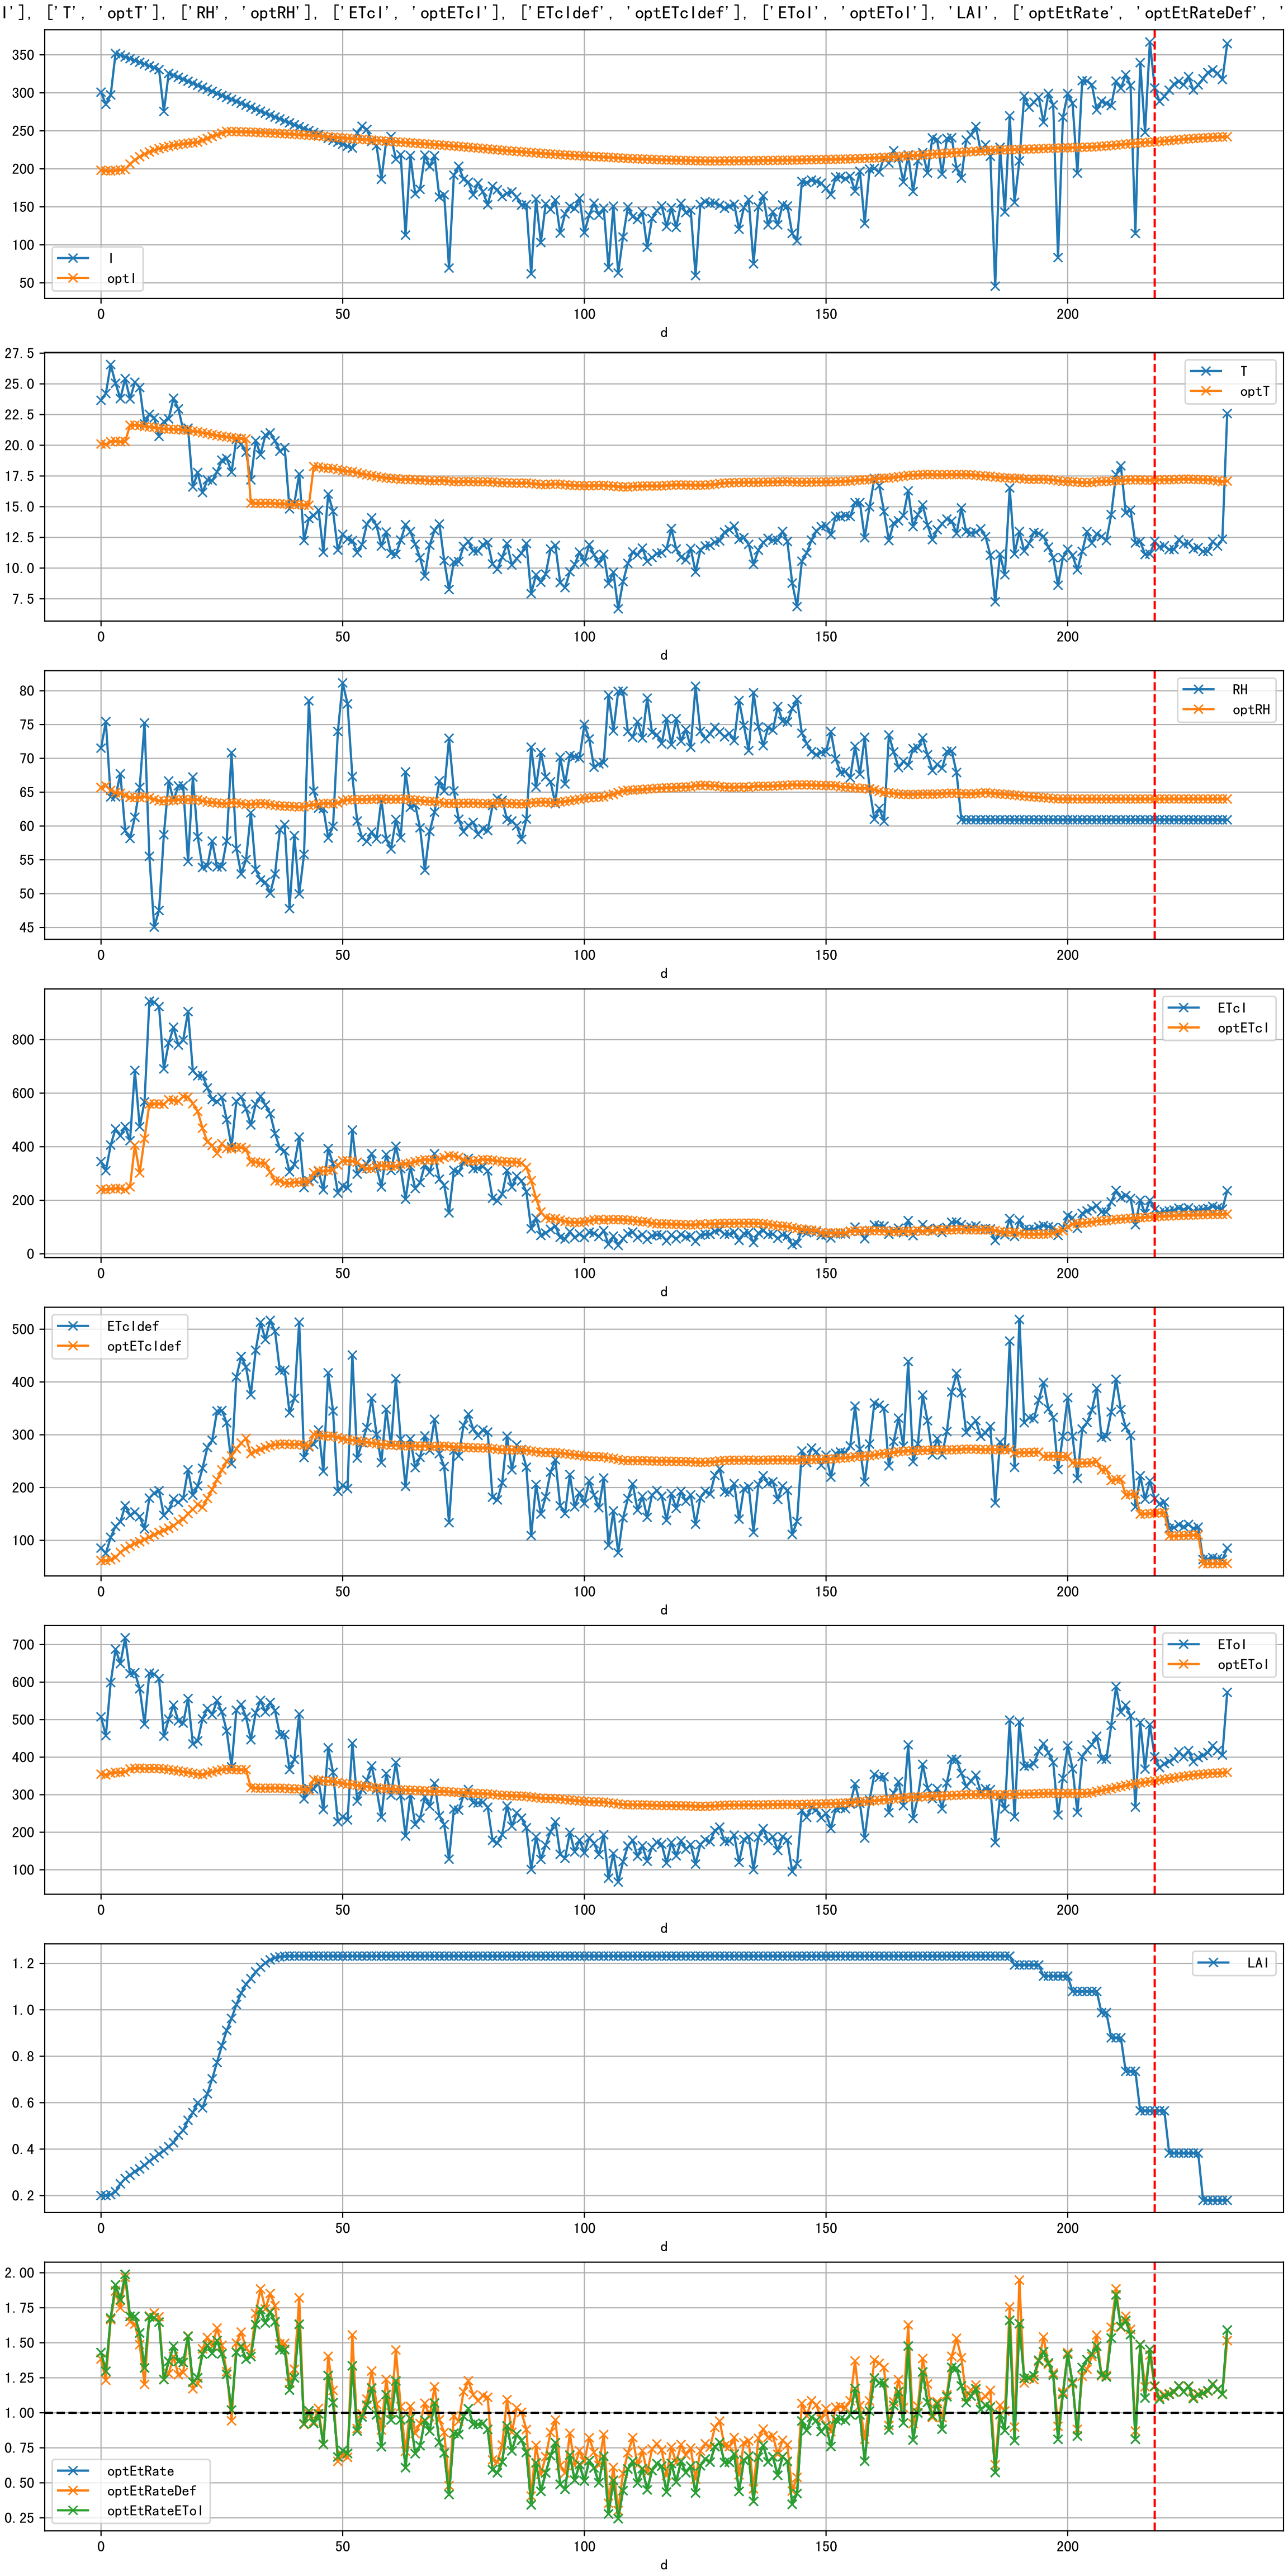 I'], ['T', 'optT'], ['RH', 'optRH'], ['ETcI', 'optETcI'], ['ETcIdef', 'optETcIdef'], ['EToI', 'optEToI'], 'LAI', ['optEtRate', 'optEtRateDef', '
350
300
250
200
150
100
50
I
optI
0 50 100 150 200
d
27.5
25.0
22.5
20.0
17.5
15.0
12.5
10.0
7.5
T
optT
0 50 100 150 200
d
80
75
70
65
60
55
50
45
RH
optRH
0 50 100 150 200
d
800
600
400
200
0
ETcI
optETcI
0 50 100 150 200
d
500
400
300
200
100
ETcIdef
optETcIdef
0 50 100 150 200
d
700
600
500
400
300
200
100
EToI
optEToI
0 50 100 150 200
d
1.2
1.0
0.8
0.6
0.4
0.2
LAI
0 50 100 150 200
d
2.00
1.75
1.50
1.25
1.00
0.75
0.50
0.25
optEtRate
optEtRateDef
optEtRateEToI
0 50 100 150 200
d